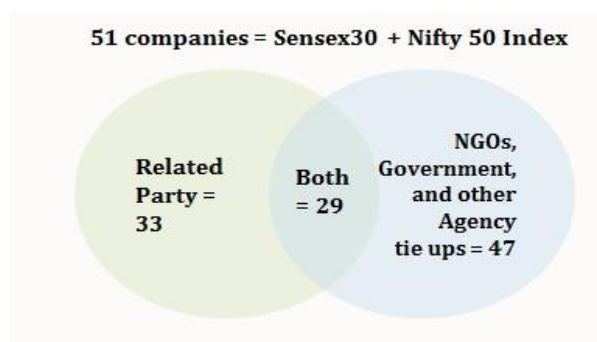 51 companies = Sensex30 + Nifty 50 Index
Related
Party =
33
Both
= 29
NGOs,
Government,
and other
Agency
tie ups = 47